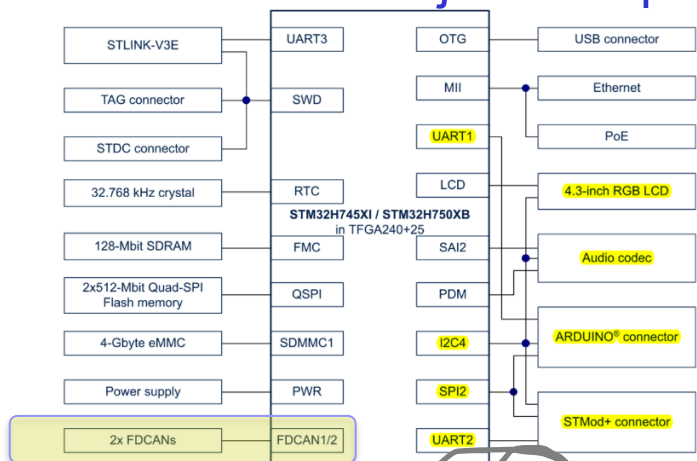 STLINK-V3E
UART3
OTG
USB connector
TAG connector
SWD
MII
Ethernet
UART1
PoE
STDC connector
32.768 kHz crystal
RTC
LCD
4.3-inch RGB LCD
STM32H745XI / STM32H750XB
in TFGA240+25
128-Mbit SDRAM
FMC
SAI2
Audio codec
2x512-Mbit Quad-SPI
Flash memory
QSPI
PDM
4-Gbyte eMMC
SDMMC1
I2C4
ARDUINO® connector
Power supply
PWR
SPI2
STMod+ connector
2x FDCANs
FDCAN1/2
UART2